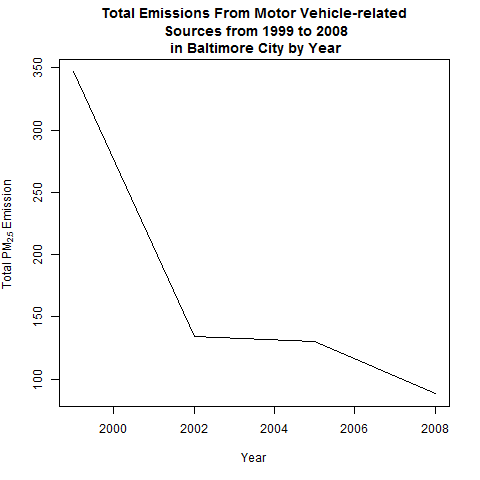 Total Emissions From Motor Vehicle-related
Sources from 1999 to 2008
in Baltimore City by Year
Total PM2.5 Emission
350
300
250
200
150
100
2000 2002 2004 2006 2008
Year